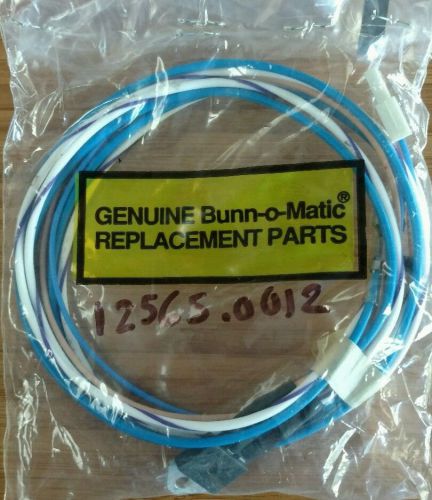 GENUINE Bunn-o-Matic®
REPLACEMENT PARTS
12565.0012